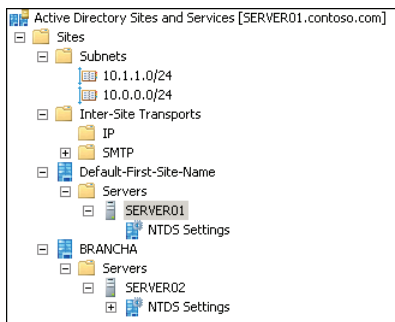 Active Directory Sites and Services [SERVER01.contoso.com]
Sites
Subnets
10.1.1.0/24
10.0.0.0/24
Inter-Site Transports
IP
SMTP
Default-First-Site-Name
Servers
SERVER01
NTDS Settings
BRANCHA
Servers
SERVER02
NTDS Settings